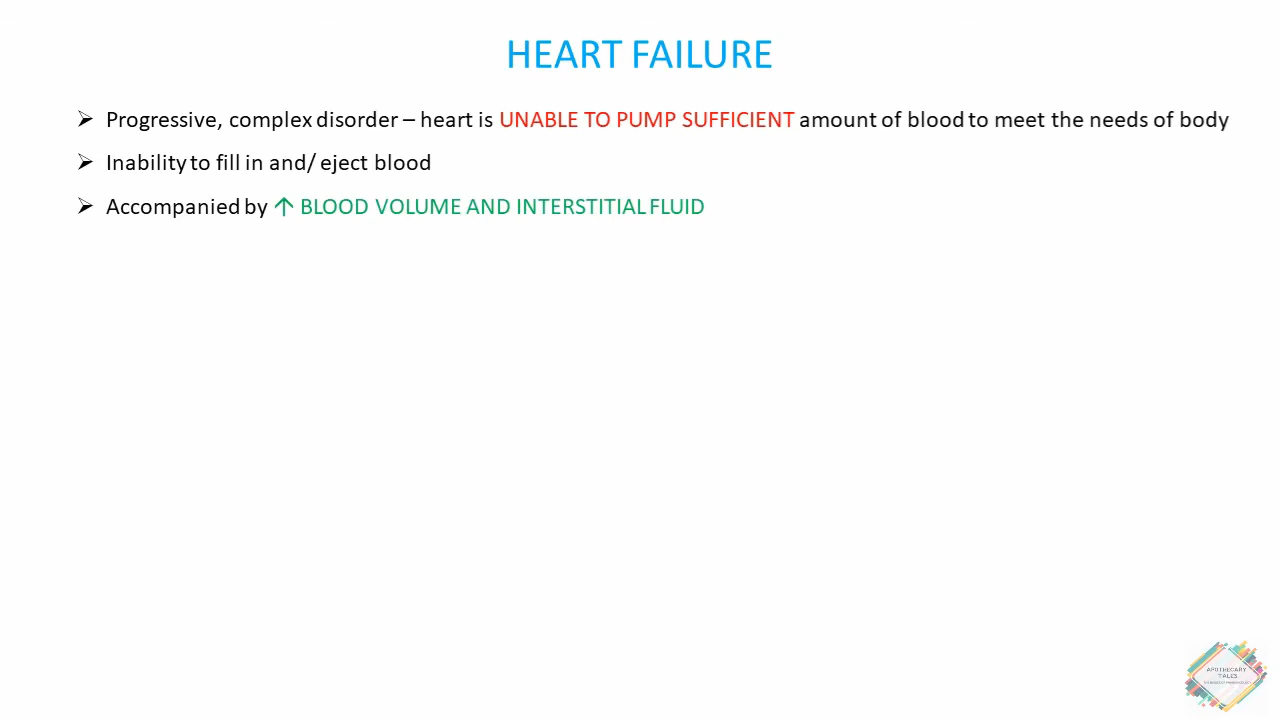 HEART FAILURE
➢ Progressive, complex disorder – heart is UNABLE TO PUMP SUFFICIENT amount of blood to meet the needs of body
➢ Inability to fill in and/ eject blood
➢ Accompanied by ↑ BLOOD VOLUME AND INTERSTITIAL FLUID
APOTHECARY
TALES